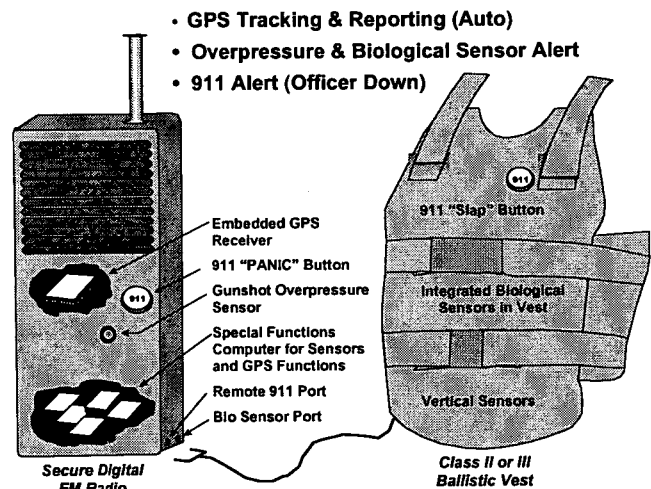 • GPS Tracking & Reporting (Auto)
• Overpressure & Biological Sensor Alert
• 911 Alert (Officer Down)
911
911 "Slap" Button
Embedded GPS
Receiver
911 "PANIC" Button
911
Gunshot Overpressure
Sensor
Integrated Biological
Sensors in Vest
Special Functions
Computer for Sensors
and GPS Functions
Remote 911 Port
Bio Sensor Port
Vertical Sensors
Secure Digital
FM Radio
Class II or III
Ballistic Vest